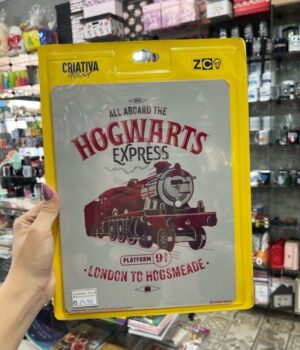 CRIATIVA
ZC
ALL ABOARD THE
HOGWARTS
EXPRESS
PLATFORM 9¾
·LONDON TO HOGSMEADE·